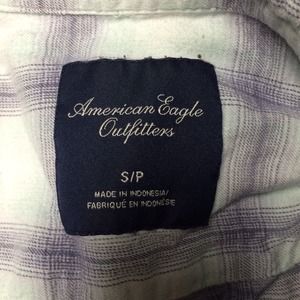 American Eagle
Outfitters
S/P
MADE IN INDONESIA/
FABRIQUÉ EN INDONÉSIE